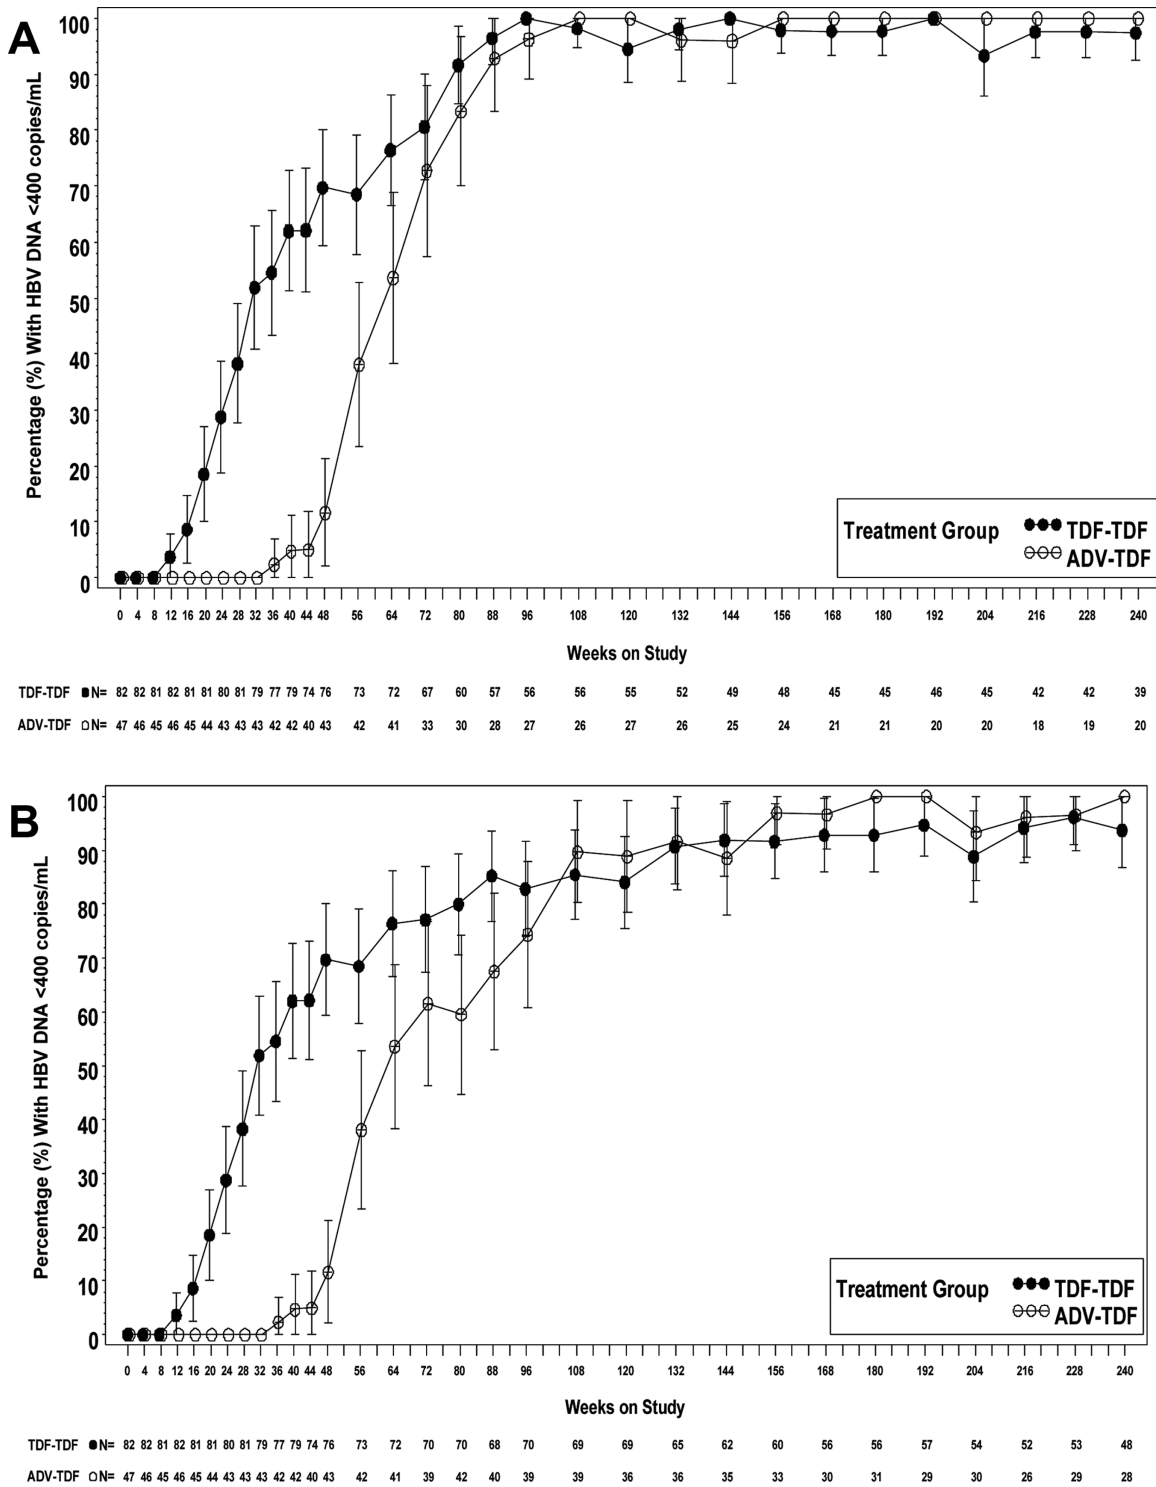 A
Percentage (%) With HBV DNA <400 copies/mL
100
90
80
70
60
50
40
30
20
10
0
Treatment Group
TDF-TDF
ADV-TDF
0 4 8 12 16 20 24 28 32 36 40 44 48 56 64 72 80 88 96 108 120 132 144 156 168 180 192 204 216 228 240
Weeks on Study
TDF-TDF N= 82 82 81 82 81 81 80 81 79 77 79 74 76 73 72 67 60 57 56 56 55 52 49 48 45 45 46 45 42 42 39
ADV-TDF N= 47 46 45 46 45 44 43 43 43 42 42 40 43 42 41 33 30 28 27 26 27 26 25 24 21 21 20 20 18 19 20
B
Percentage (%) With HBV DNA <400 copies/mL
100
90
80
70
60
50
40
30
20
10
0
Treatment Group
TDF-TDF
ADV-TDF
0 4 8 12 16 20 24 28 32 36 40 44 48 56 64 72 80 88 96 108 120 132 144 156 168 180 192 204 216 228 240
Weeks on Study
TDF-TDF N= 82 82 81 82 81 81 80 81 79 77 79 74 76 73 72 70 70 68 70 69 69 65 62 60 56 56 57 54 52 53 48
ADV-TDF N= 47 46 45 46 45 44 43 43 43 42 42 40 43 42 41 39 42 40 39 39 36 36 35 33 30 31 29 30 26 29 28